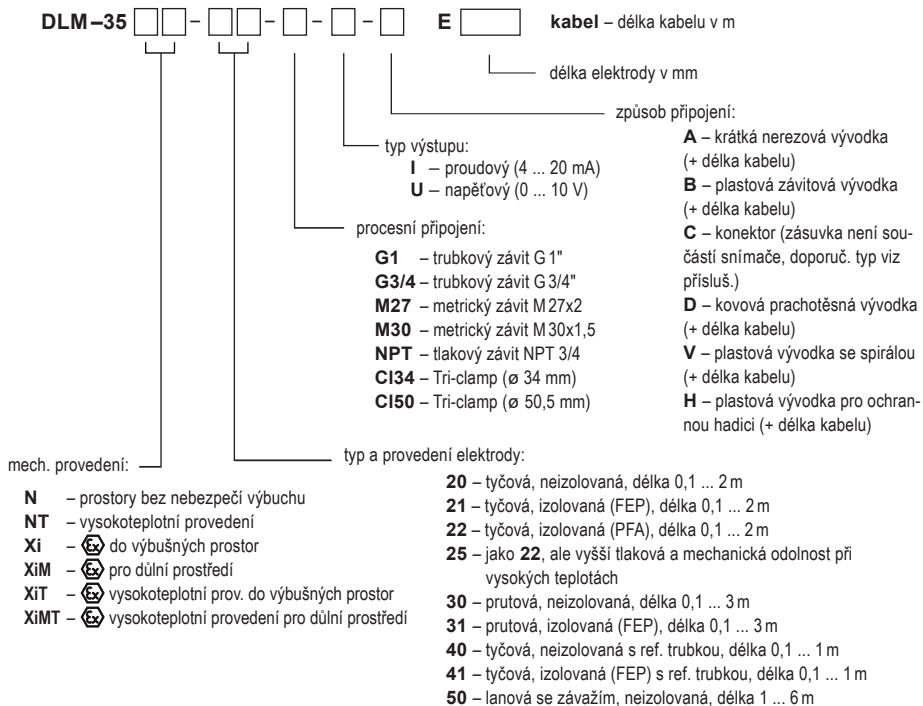 DLM–35 – – – – E kabel – délka kabelu v m
délka elektrody v mm
způsob připojení:
A – krátká nerezová vývodka
(+ délka kabelu)
B – plastová závitová vývodka
(+ délka kabelu)
C – konektor (zásuvka není sou-
částí snímače, doporuč. typ viz
přísluš.)
D – kovová prachotěsná vývodka
(+ délka kabelu)
V – plastová vývodka se spirálou
(+ délka kabelu)
H – plastová vývodka pro ochran-
nou hadici (+ délka kabelu)
typ výstupu:
I – proudový (4 ... 20 mA)
U – napěťový (0 ... 10 V)
procesní připojení:
G1 – trubkový závit G 1"
G3/4 – trubkový závit G 3/4"
M27 – metrický závit M 27x2
M30 – metrický závit M 30x1,5
NPT – tlakový závit NPT 3/4
Cl34 – Tri-clamp (ø 34 mm)
Cl50 – Tri-clamp (ø 50,5 mm)
mech. provedení:
N – prostory bez nebezpečí výbuchu
NT – vysokoteplotní provedení
Xi – Ex do výbušných prostor
XiM – Ex pro důlní prostředí
XiT – Ex vysokoteplotní prov. do výbušných prostor
XiMT – Ex vysokoteplotní provedení pro důlní prostředí
typ a provedení elektrody:
20 – tyčová, neizolovaná, délka 0,1 ... 2 m
21 – tyčová, izolovaná (FEP), délka 0,1 ... 2 m
22 – tyčová, izolovaná (PFA), délka 0,1 ... 2 m
25 – jako 22, ale vyšší tlaková a mechanická odolnost při
vysokých teplotách
30 – prutová, neizolovaná, délka 0,1 ... 3 m
31 – prutová, izolovaná (FEP), délka 0,1 ... 3 m
40 – tyčová, neizolovaná s ref. trubkou, délka 0,1 ... 1 m
41 – tyčová, izolovaná (FEP) s ref. trubkou, délka 0,1 ... 1 m
50 – lanová se závažím, neizolovaná, délka 1 ... 6 m